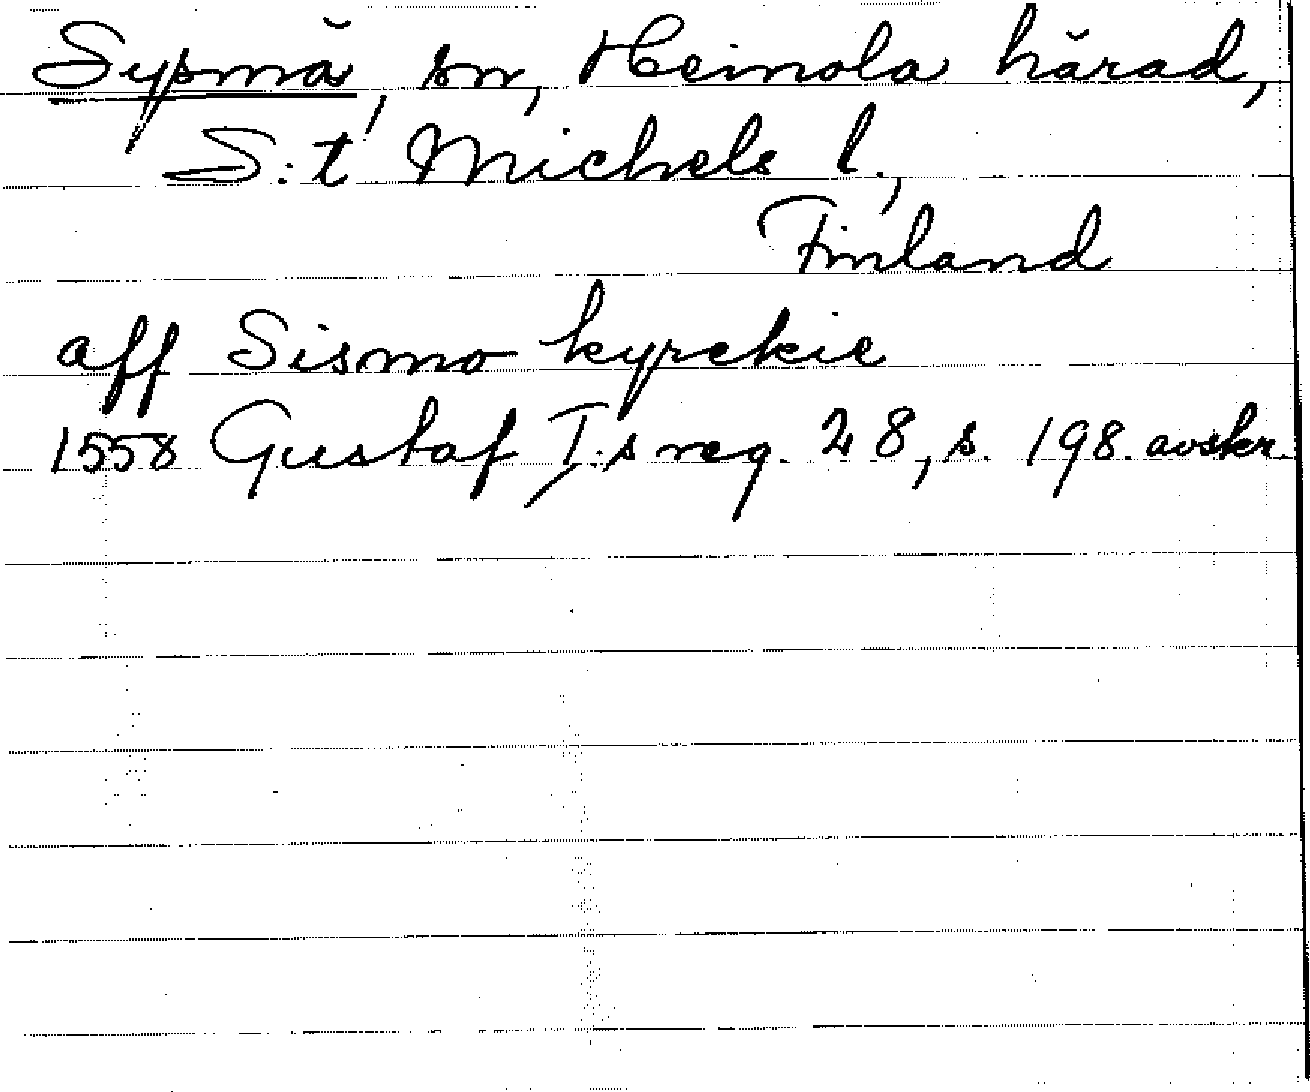 Sysmä, sn, Heinola härad,
S:t Michels l.,
Finland
aff Sismo kyrckie
1558 Gustaf I:s reg. 28, s. 198. avskr.